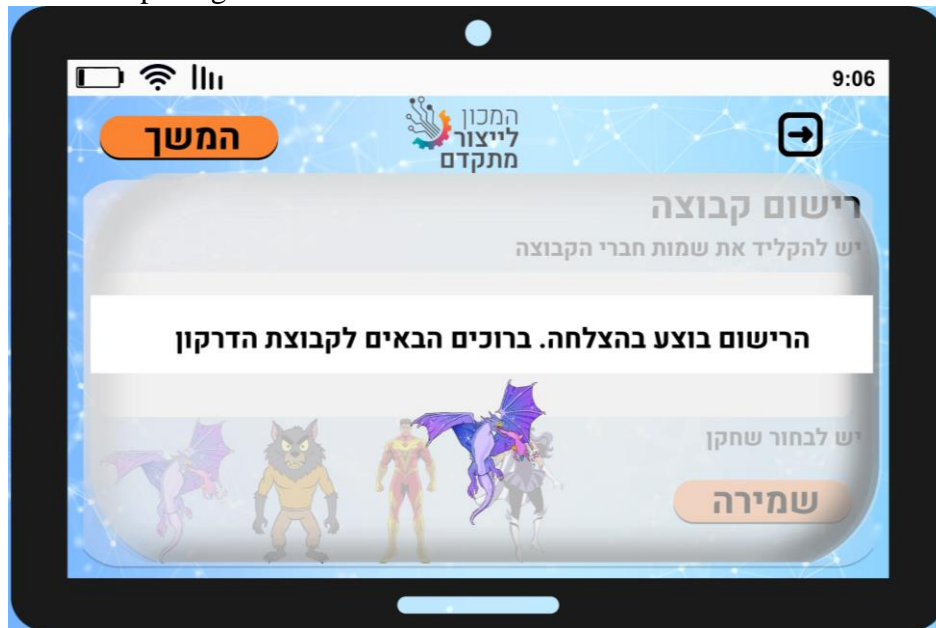 9:06
המשך
המכון
לייצור
מתקדם
רישום קבוצה
יש להקליד את שמות חברי הקבוצה
הרישום בוצע בהצלחה. ברוכים הבאים לקבוצת הדרקון
יש לבחור שחקן
שמירה